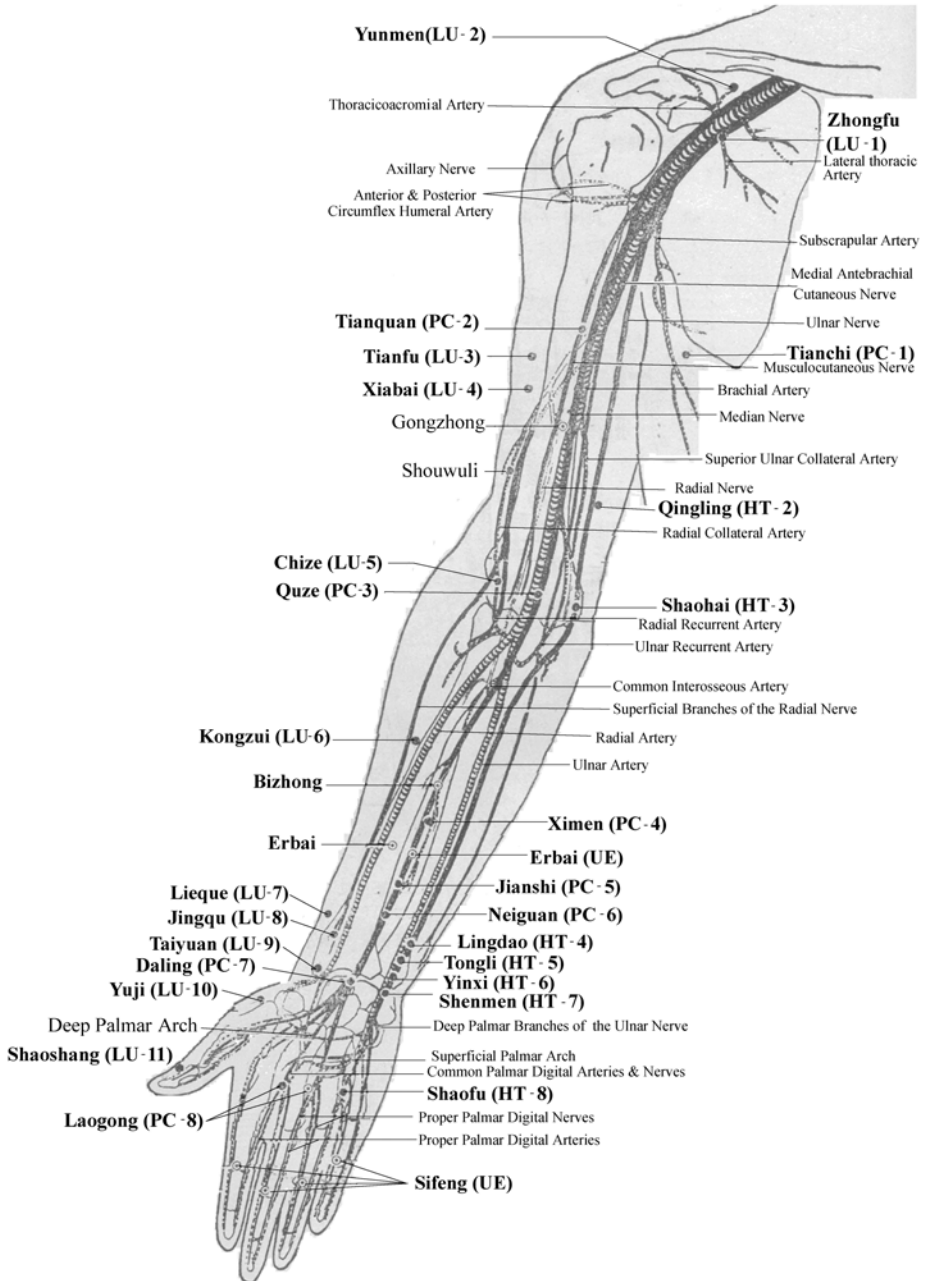 Yunmen(LU- 2)
Thoracicoacromial Artery
Zhongfu
(LU -1)
Lateral thoracic
Artery
Axillary Nerve
Anterior & Posterior
Circumflex Humeral Artery
Subscrapular Artery
Medial Antebrachial
Cutaneous Nerve
Tianquan (PC-2)
Ulnar Nerve
Tianfu (LU-3)
Tianchi (PC-1)
Musculocutaneous Nerve
Xiabai (LU-4)
Brachial Artery
Gongzhong
Median Nerve
Shouwuli
Superior Ulnar Collateral Artery
Radial Nerve
Qingling (HT-2)
Radial Collateral Artery
Chize (LU-5)
Quze (PC-3)
Shaohai (HT-3)
Radial Recurrent Artery
Ulnar Recurrent Artery
Common Interosseous Artery
Superficial Branches of the Radial Nerve
Kongzui (LU-6)
Radial Artery
Ulnar Artery
Bizhong
Ximen (PC-4)
Erbai
Erbai (UE)
Jianshi (PC-5)
Lieque (LU-7)
Neiguan (PC-6)
Jingqu (LU-8)
Lingdao (HT-4)
Taiyuan (LU-9)
Tongli (HT-5)
Daling (PC-7)
Yinxi (HT-6)
Yuji (LU-10)
Shenmen (HT-7)
Deep Palmar Arch
Deep Palmar Branches of the Ulnar Nerve
Shaoshang (LU-11)
Superficial Palmar Arch
Common Palmar Digital Arteries & Nerves
Shaofu (HT-8)
Laogong (PC-8)
Proper Palmar Digital Nerves
Proper Palmar Digital Arteries
Sifeng (UE)